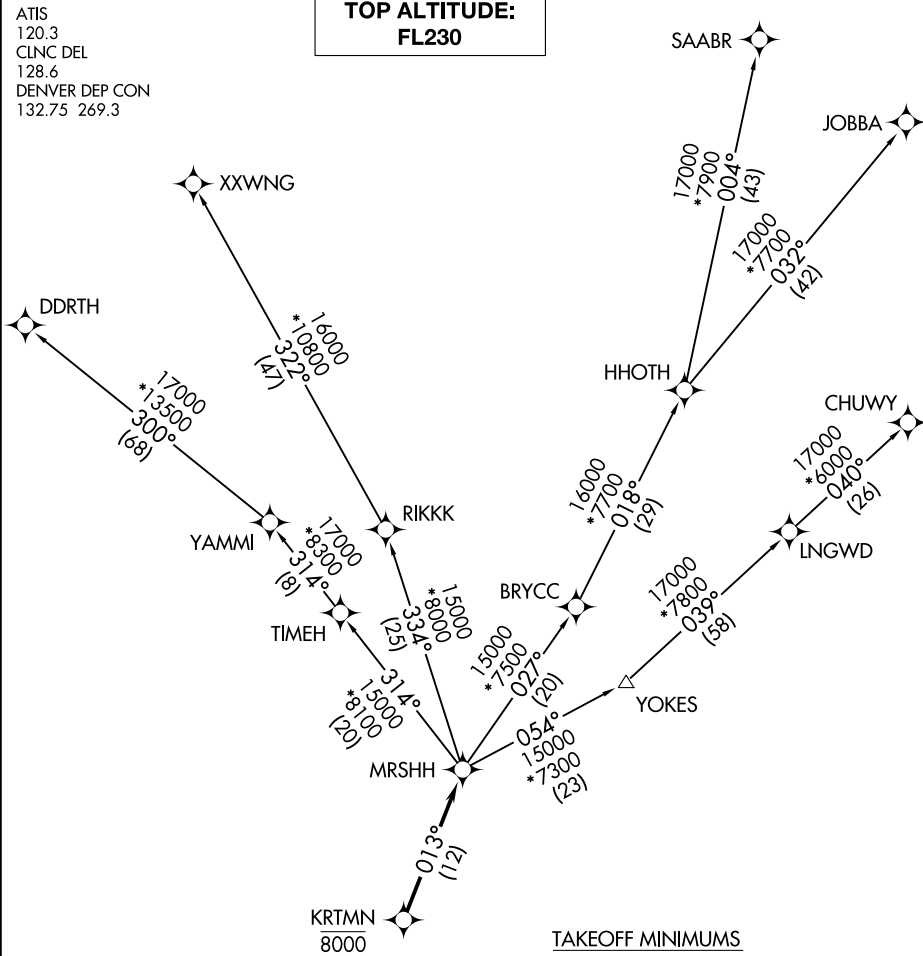 ATIS
120.3
CLNC DEL
128.6
DENVER DEP CON
132.75 269.3
TOP ALTITUDE:
FL230
SAABR
JOBBA
17000
*7900
004°
(43)
XXWNG
17000
*7700
032°
(42)
DDRTH
16000
*10800
322°
(47)
HHOTH
17000
*13500
300°
(68)
CHUWY
17000
*6000
040°
(26)
16000
*7700
018°
(29)
RIKKK
YAMMI
LNGWD
17000
*8300
314°
(8)
BRYCC
17000
*7800
039°
(58)
TIMEH
15000
*8000
334°
(25)
15000
*7500
027°
(20)
314°
15000
*8100
(20)
YOKES
054°
15000
*7300
(23)
MRSHH
013°
(12)
KRTMN
8000
TAKEOFF MINIMUMS